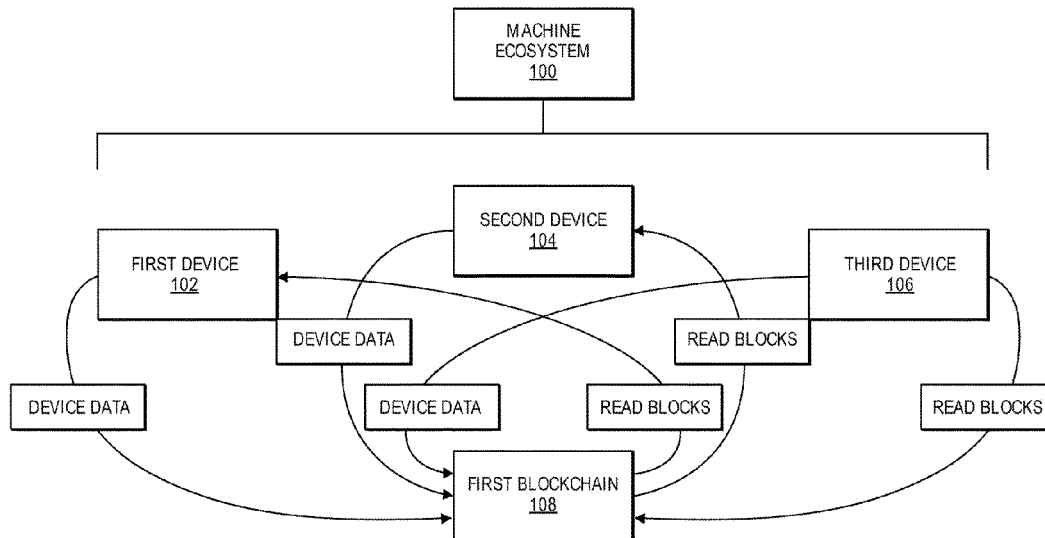 MACHINE
ECOSYSTEM
100
SECOND DEVICE
104
FIRST DEVICE
102
THIRD DEVICE
106
DEVICE DATA
READ BLOCKS
DEVICE DATA
DEVICE DATA
READ BLOCKS
READ BLOCKS
FIRST BLOCKCHAIN
108